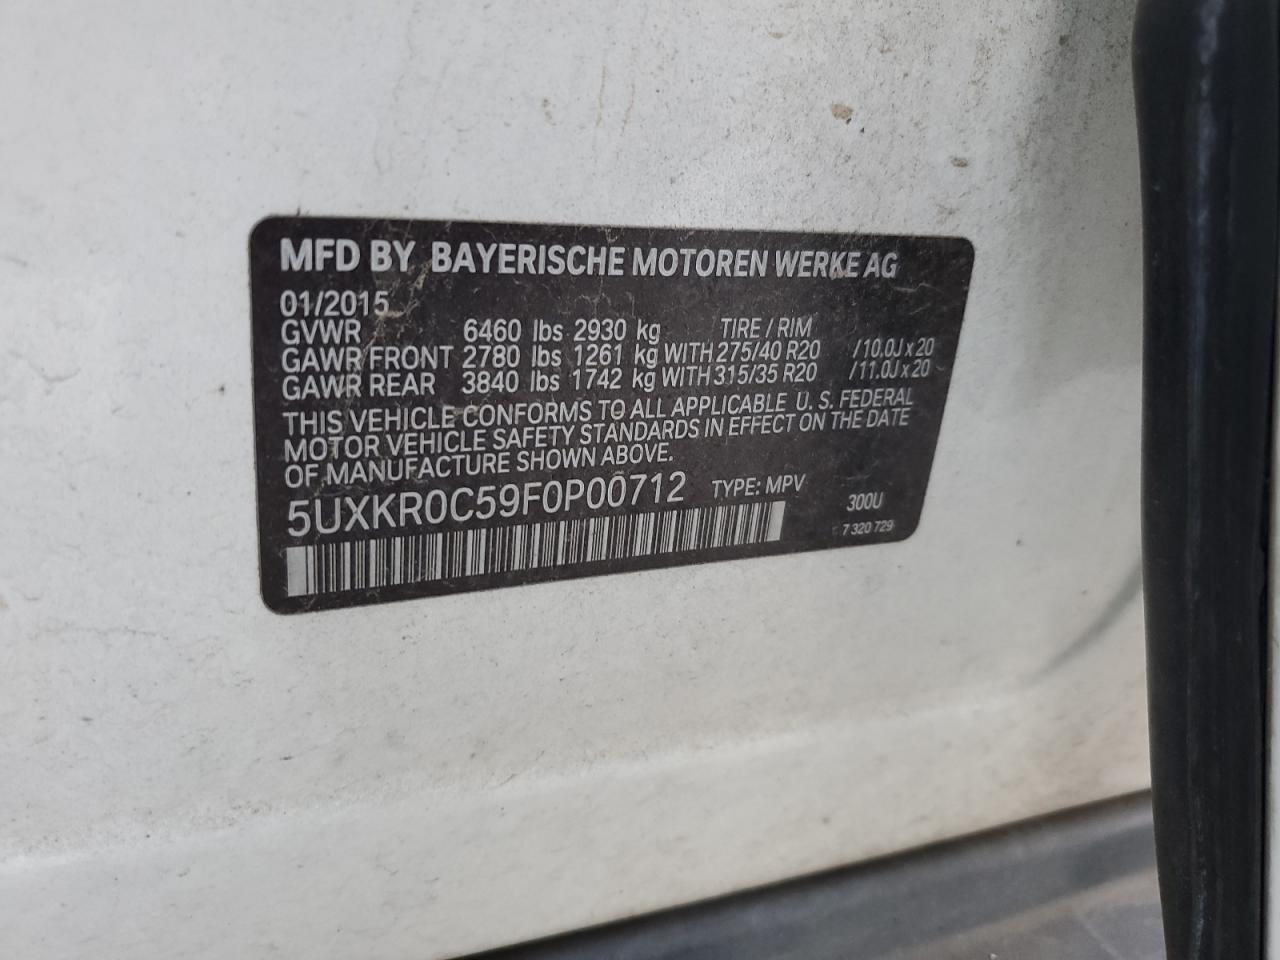 MFD BY BAYERISCHE MOTOREN WERKE AG
01/2015
GVWR 6460 lbs 2930 kg TIRE / RIM
GAWR FRONT 2780 lbs 1261 kg WITH 275/40 R20 /10.0J x 20
GAWR REAR 3840 lbs 1742 kg WITH 315/35 R20 /11.0J x 20
THIS VEHICLE CONFORMS TO ALL APPLICABLE U. S. FEDERAL
MOTOR VEHICLE SAFETY STANDARDS IN EFFECT ON THE DATE
OF MANUFACTURE SHOWN ABOVE.
5UXKR0C59F0P00712 TYPE: MPV
300U
7 320 729